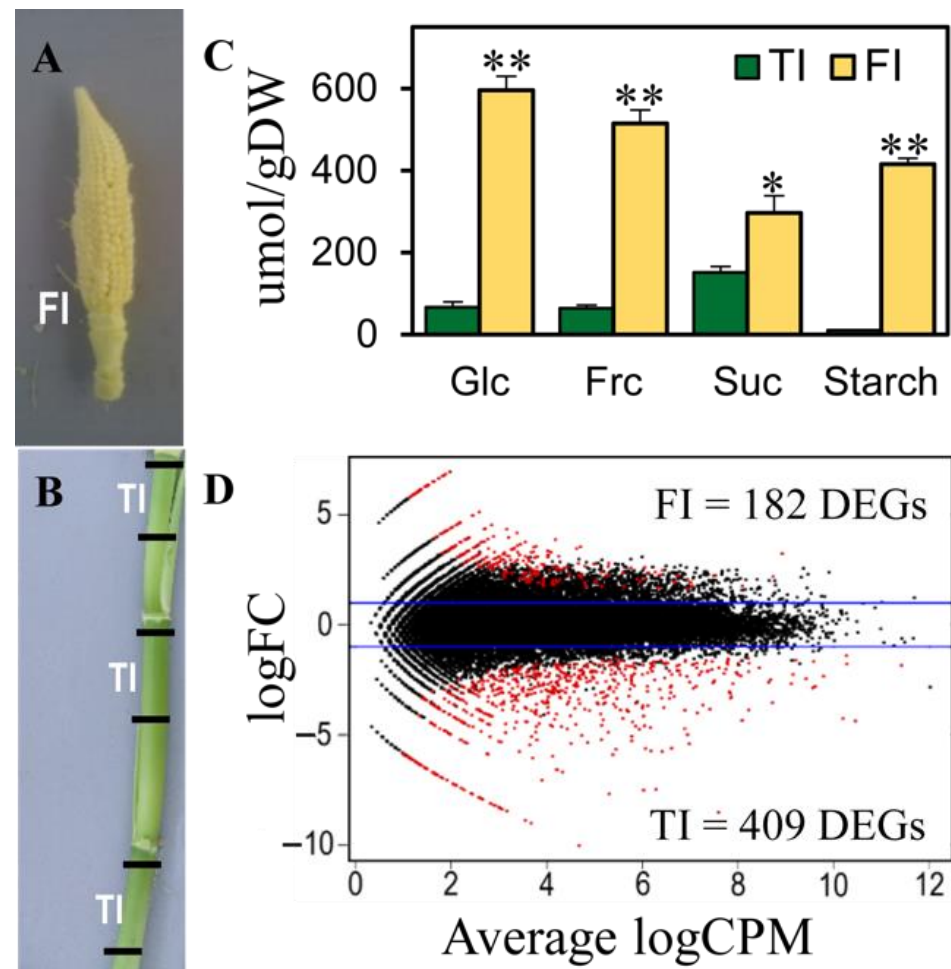 A
FI
B
TI
TI
TI
C
TI FI
** ** * **
umol/gDW
600
400
200
0
Glc Frc Suc Starch
D
FI = 182 DEGs
TI = 409 DEGs
logFC
5
0
−5
−10
0 2 4 6 8 10 12
Average logCPM